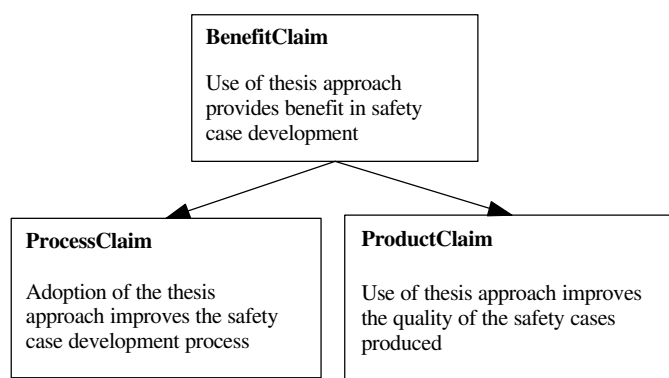 BenefitClaim
Use of thesis approach
provides benefit in safety
case development
ProcessClaim
Adoption of the thesis
approach improves the safety
case development process
ProductClaim
Use of thesis approach improves
the quality of the safety cases
produced